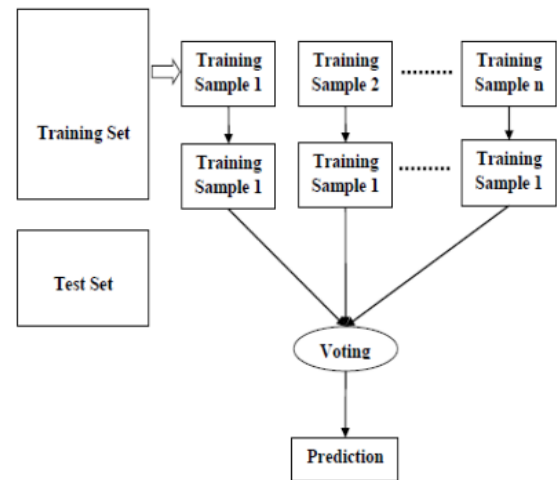 Training Set
Training
Sample 1
Training
Sample 2
Training
Sample n
Training
Sample 1
Training
Sample 1
Training
Sample 1
Test Set
Voting
Prediction